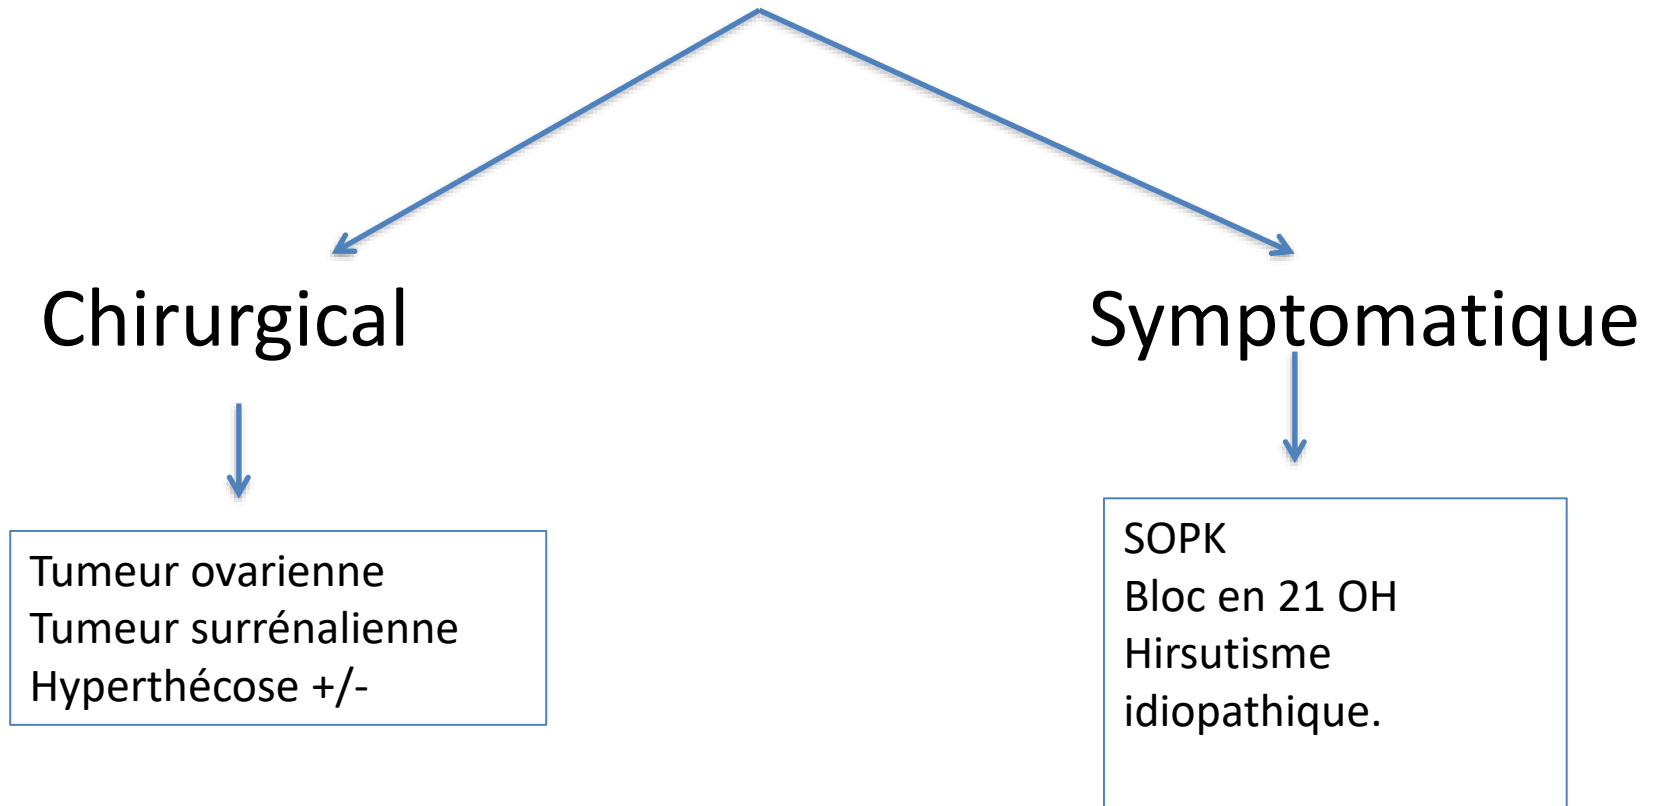 Chirurgical
Symptomatique
Tumeur ovarienne
Tumeur surrénalienne
Hyperthécose +/-
SOPK
Bloc en 21 OH
Hirsutisme
idiopathique.